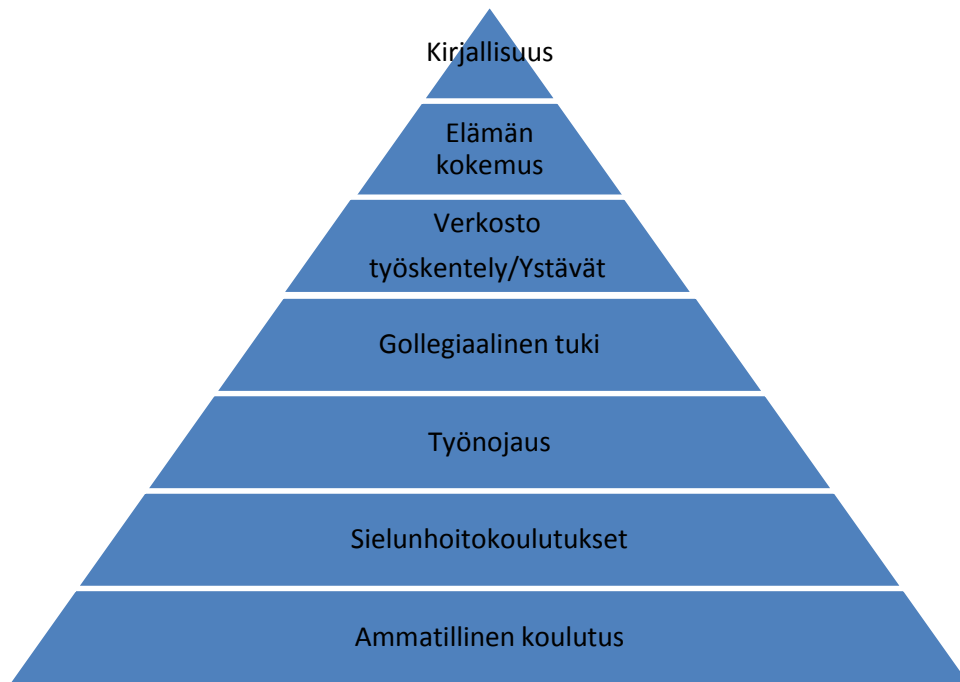 Kirjallisuus
Elämän
kokemus
Verkosto
työskentely/Ystävät
Gollegiaalinen tuki
Työnojaus
Sielunhoitokoulutukset
Ammatillinen koulutus